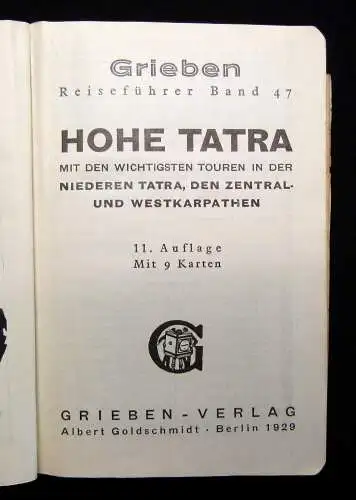 Grieben
Reiseführer Band 47
HOHE TATRA
MIT DEN WICHTIGSTEN TOUREN IN DER
NIEDEREN TATRA, DEN ZENTRAL-
UND WESTKARPATHEN
11. Auflage
Mit 9 Karten
G
GRIEBEN-VERLAG
Albert Goldschmidt · Berlin 1929